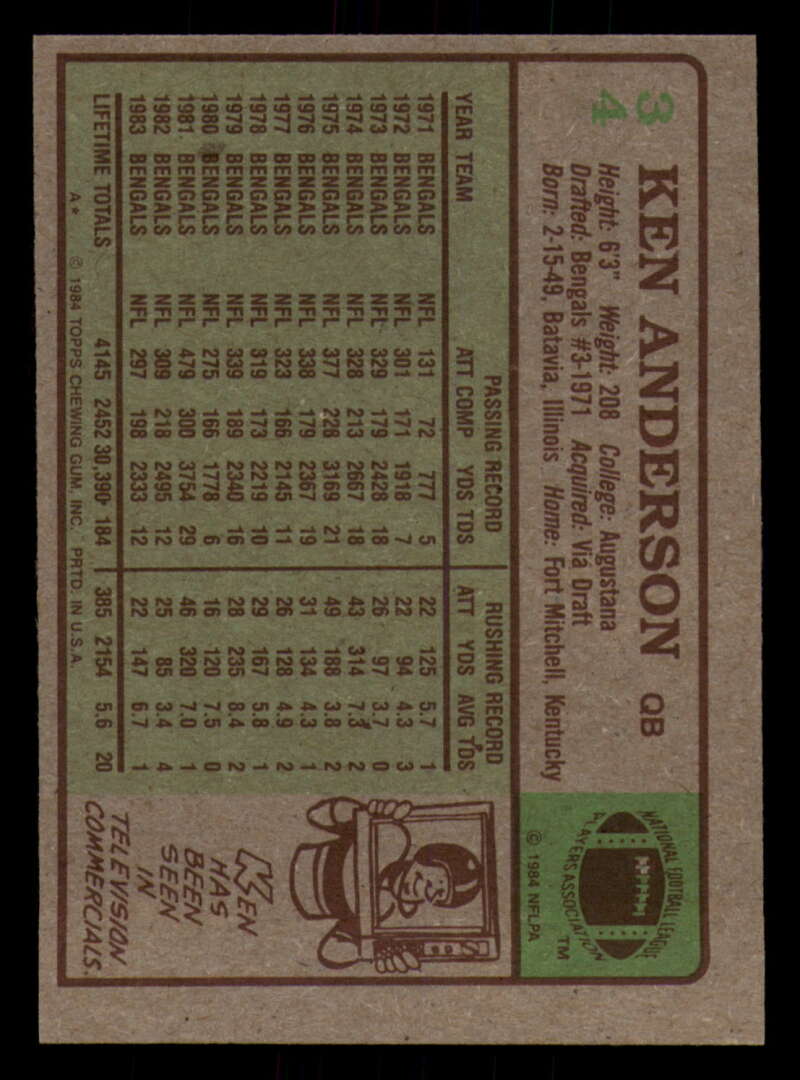 34
KEN ANDERSON QB
Height: 6'3" Weight: 208 College: Augustana
Drafted: Bengals #3-1971 Acquired: Via Draft
Born: 2-15-49, Batavia, Illinois Home: Fort Mitchell, Kentucky
NATIONAL FOOTBALL LEAGUE
PLAYERS ASSOCIATION
TM
© 1984 NFLPA
PASSING RECORD RUSHING RECORD
YEAR TEAM ATT COMP YDS TDS ATT YDS AVG TDS
1971 BENGALS NFL 131 72 777 5 22 125 5.7 1
1972 BENGALS NFL 301 171 1918 7 22 94 4.3 3
1973 BENGALS NFL 329 179 2428 18 26 97 3.7 0
1974 BENGALS NFL 328 213 2667 18 43 314 7.3 2
1975 BENGALS NFL 377 228 3169 21 49 188 3.8 2
1976 BENGALS NFL 338 179 2367 19 31 134 4.3 1
1977 BENGALS NFL 323 166 2145 11 26 128 4.9 2
1978 BENGALS NFL 319 173 2219 10 29 167 5.8 1
1979 BENGALS NFL 339 189 2340 16 28 235 8.4 2
1980 BENGALS NFL 275 166 1778 6 16 120 7.5 0
1981 BENGALS NFL 479 300 3754 29 46 320 7.0 1
1982 BENGALS NFL 309 218 2495 12 25 85 3.4 4
1983 BENGALS NFL 297 198 2333 12 22 147 6.7 1
LIFETIME TOTALS 4145 2452 30,390 184 385 2154 5.6 20
A* © 1984 TOPPS CHEWING GUM, INC. PRTD. IN U.S.A.
KEN
HAS
BEEN
SEEN
IN
TELEVISION
COMMERCIALS.